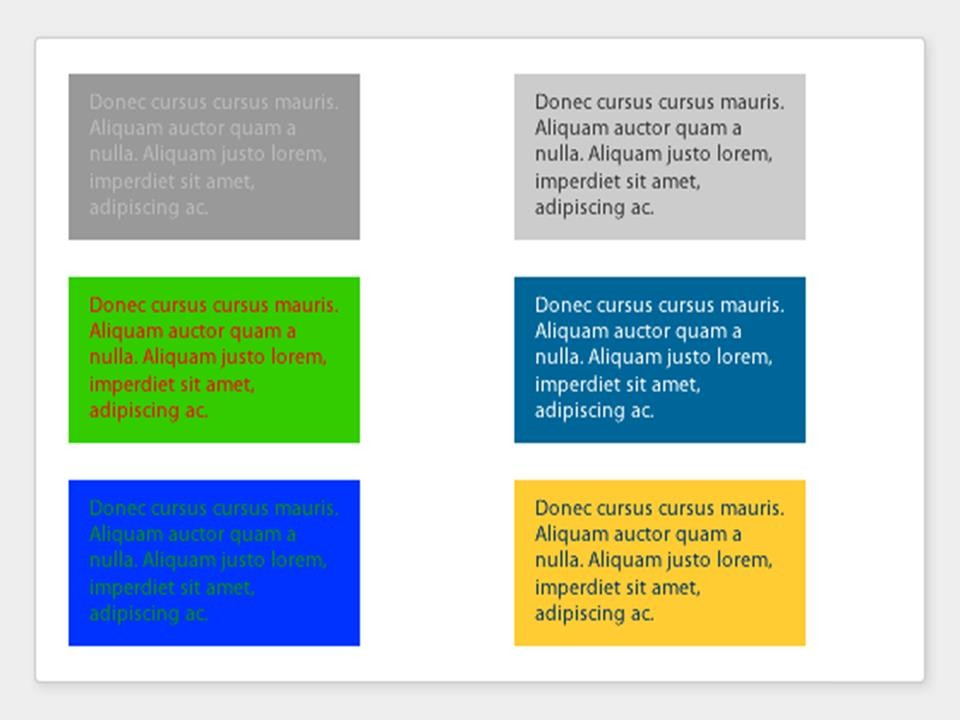 Donec cursus cursus mauris.
Aliquam auctor quam a
nulla. Aliquam justo lorem,
imperdiet sit amet,
adipiscing ac.
Donec cursus cursus mauris.
Aliquam auctor quam a
nulla. Aliquam justo lorem,
imperdiet sit amet,
adipiscing ac.
Donec cursus cursus mauris.
Aliquam auctor quam a
nulla. Aliquam justo lorem,
imperdiet sit amet,
adipiscing ac.
Donec cursus cursus mauris.
Aliquam auctor quam a
nulla. Aliquam justo lorem,
imperdiet sit amet,
adipiscing ac.
Donec cursus cursus mauris.
Aliquam auctor quam a
nulla. Aliquam justo lorem,
imperdiet sit amet,
adipiscing ac.
Donec cursus cursus mauris.
Aliquam auctor quam a
nulla. Aliquam justo lorem,
imperdiet sit amet,
adipiscing ac.